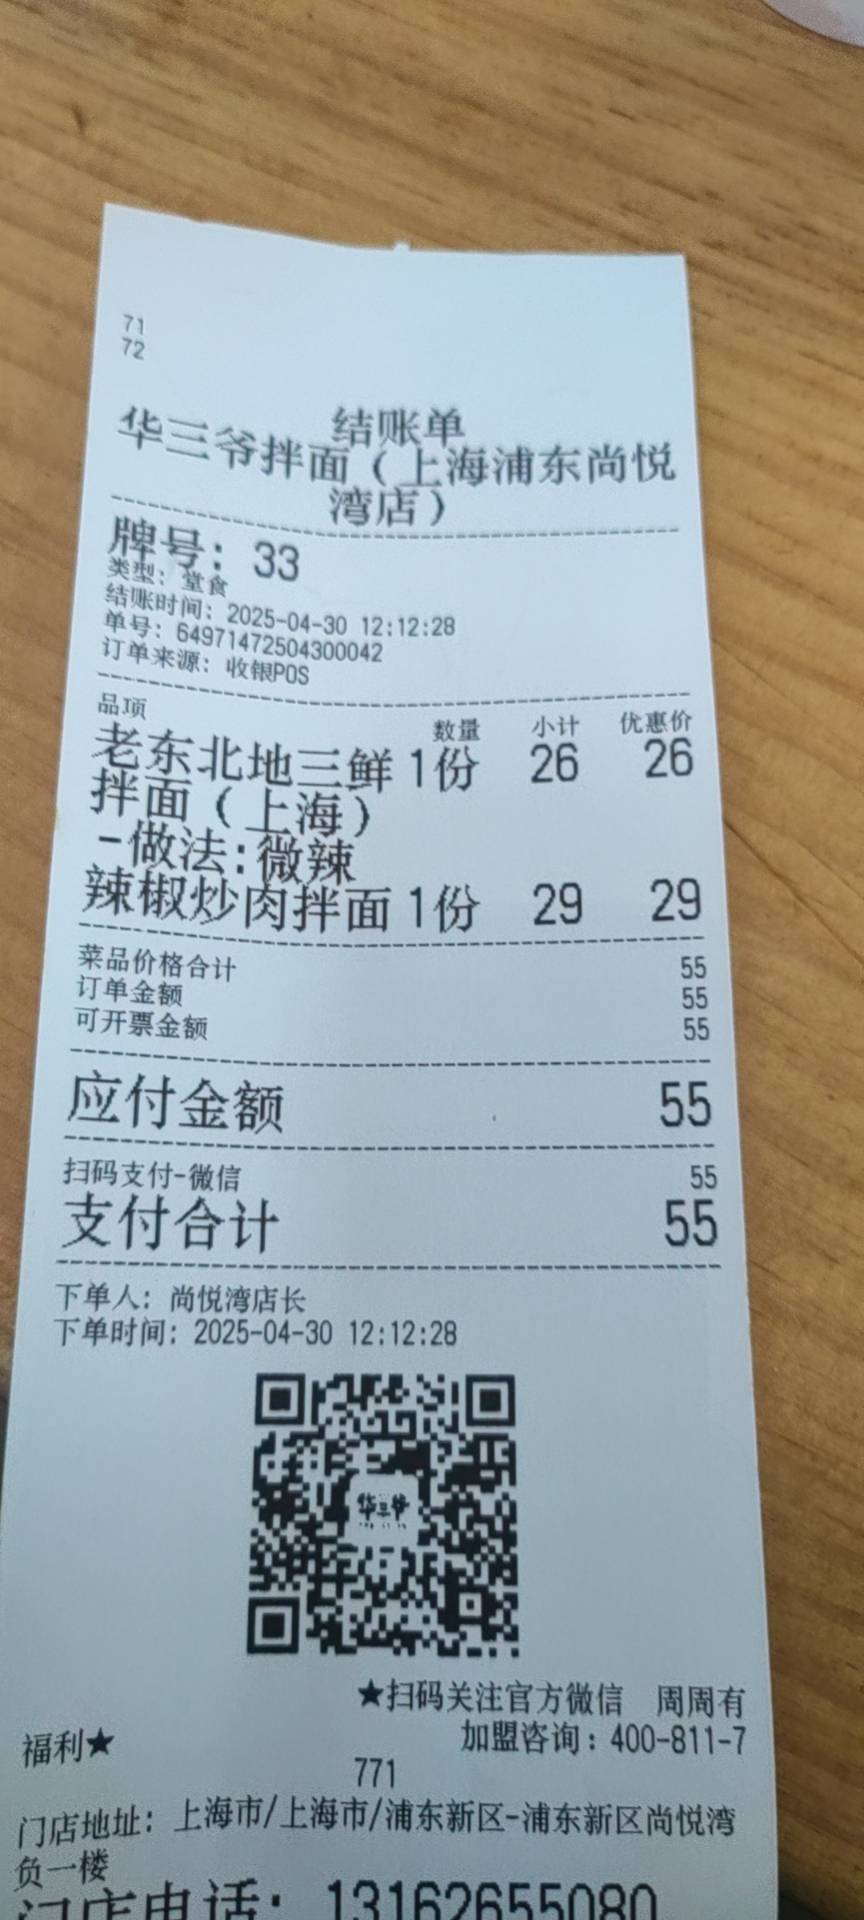 71
72
结账单
华三爷拌面（上海浦东尚悦
湾店）
牌号：33
类型：堂食
结账时间：2025-04-30 12:12:28
单号：64971472504300042
订单来源：收银POS
品项 数量 小计 优惠价
老东北地三鲜 1份 26 26
拌面（上海）
-做法:微辣
辣椒炒肉拌面 1份 29 29
菜品价格合计 55
订单金额 55
可开票金额 55
应付金额 55
扫码支付-微信 55
支付合计 55
下单人：尚悦湾店长
下单时间：2025-04-30 12:12:28
华三爷
★扫码关注官方微信 周周有
福利★ 加盟咨询：400-811-7
771
门店地址：上海市/上海市/浦东新区-浦东新区尚悦湾
负一楼
门店电话：13162655080